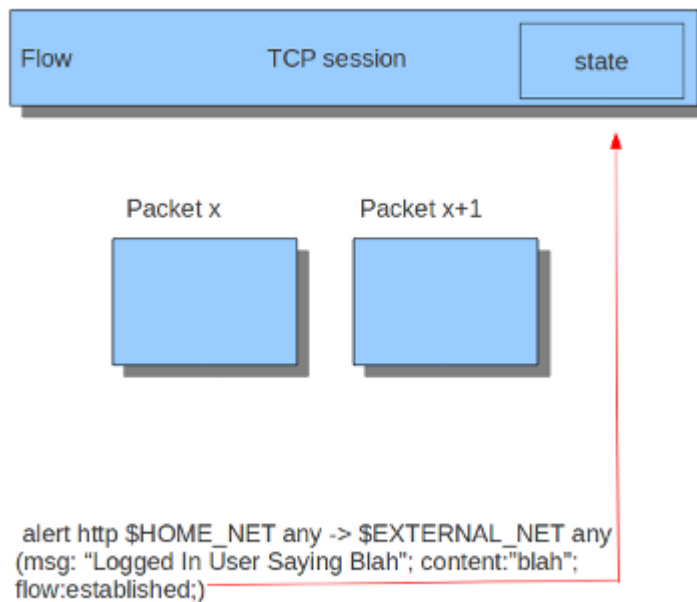 Flow TCP session state
Packet x Packet x+1
alert http $HOME_NET any -> $EXTERNAL_NET any
(msg: “Logged In User Saying Blah"; content:"blah";
flow:established;)